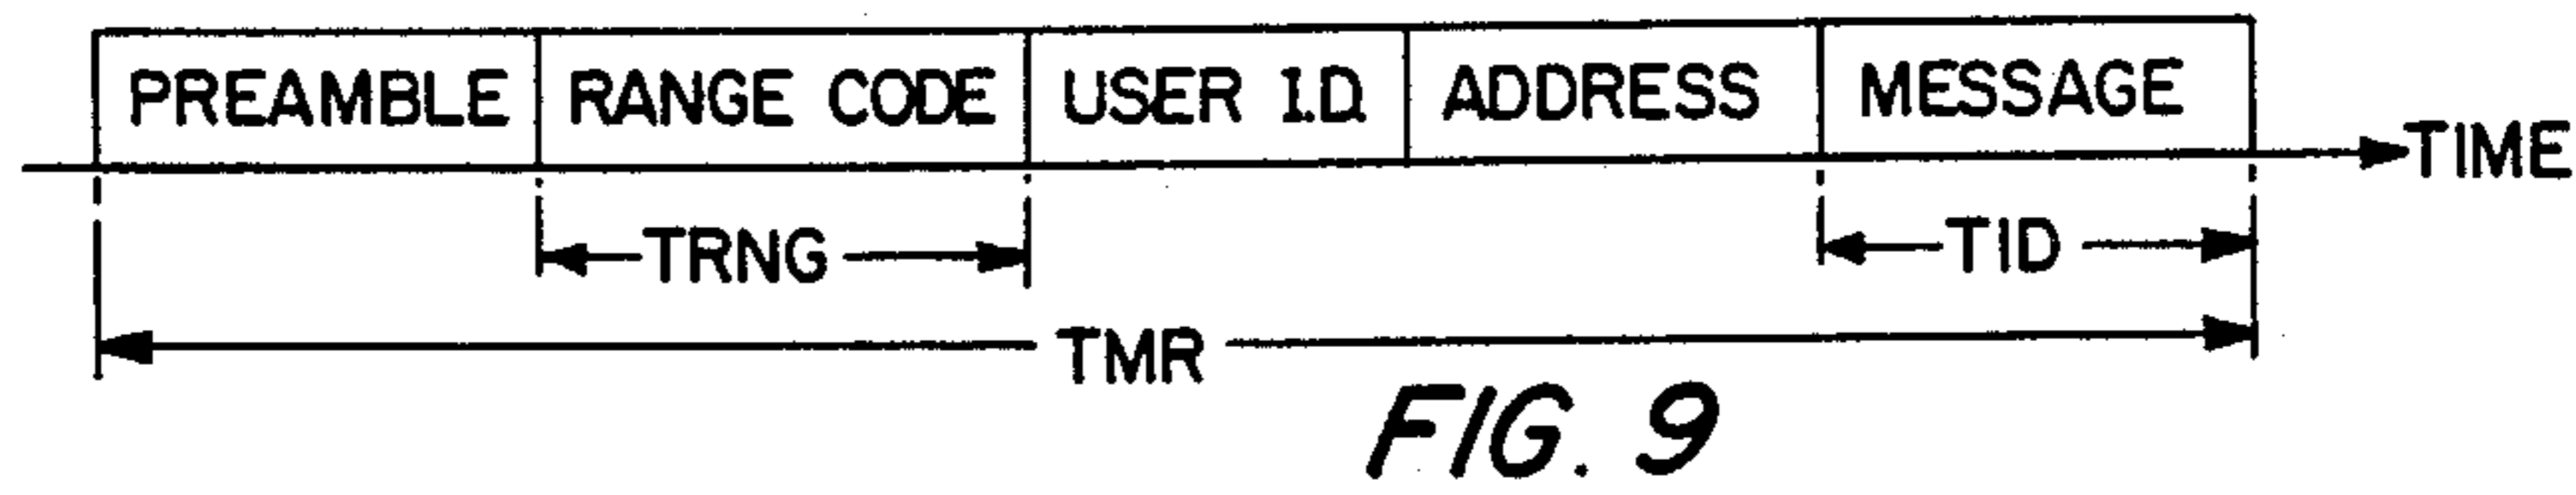 PREAMBLE RANGE CODE USER I.D. ADDRESS MESSAGE
TIME
TRNG TID
TMR
FIG. 9